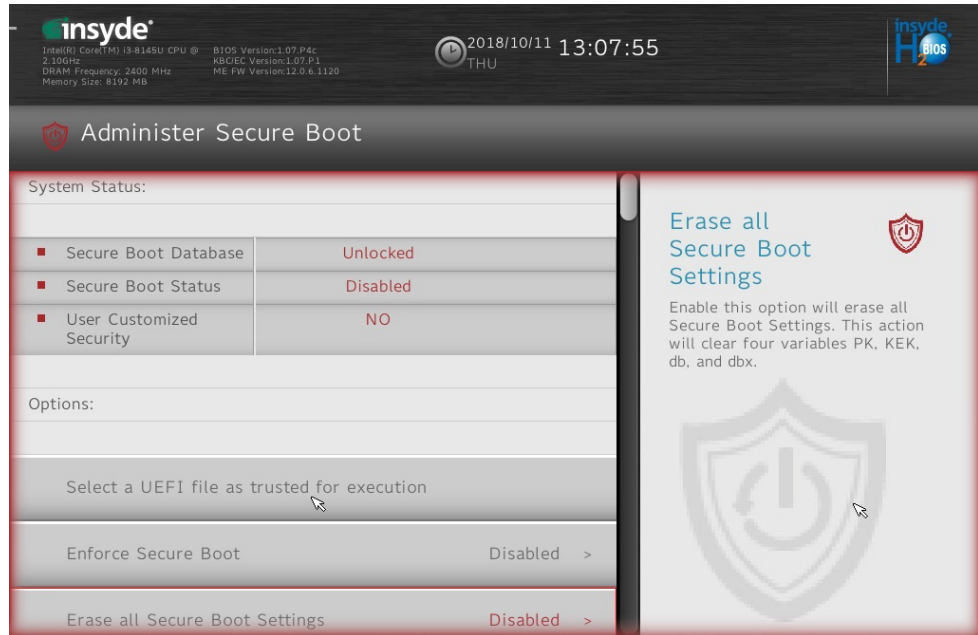 insyde
Intel(R) Core(TM) i3-8145U CPU @
2.10GHz
DRAM Frequency: 2400 MHz
Memory Size: 8192 MB
BIOS Version:1.07.P4c
KBC/EC Version:1.07.P1
ME FW Version:12.0.6.1120
2018/10/11 13:07:55
THU
insyde
H2BIOS
Administer Secure Boot
System Status:
Secure Boot Database Unlocked
Secure Boot Status Disabled
User Customized NO
Security
Options:
Select a UEFI file as trusted for execution
Enforce Secure Boot Disabled >
Erase all Secure Boot Settings Disabled >
Erase all
Secure Boot
Settings
Enable this option will erase all
Secure Boot Settings. This action
will clear four variables PK, KEK,
db, and dbx.